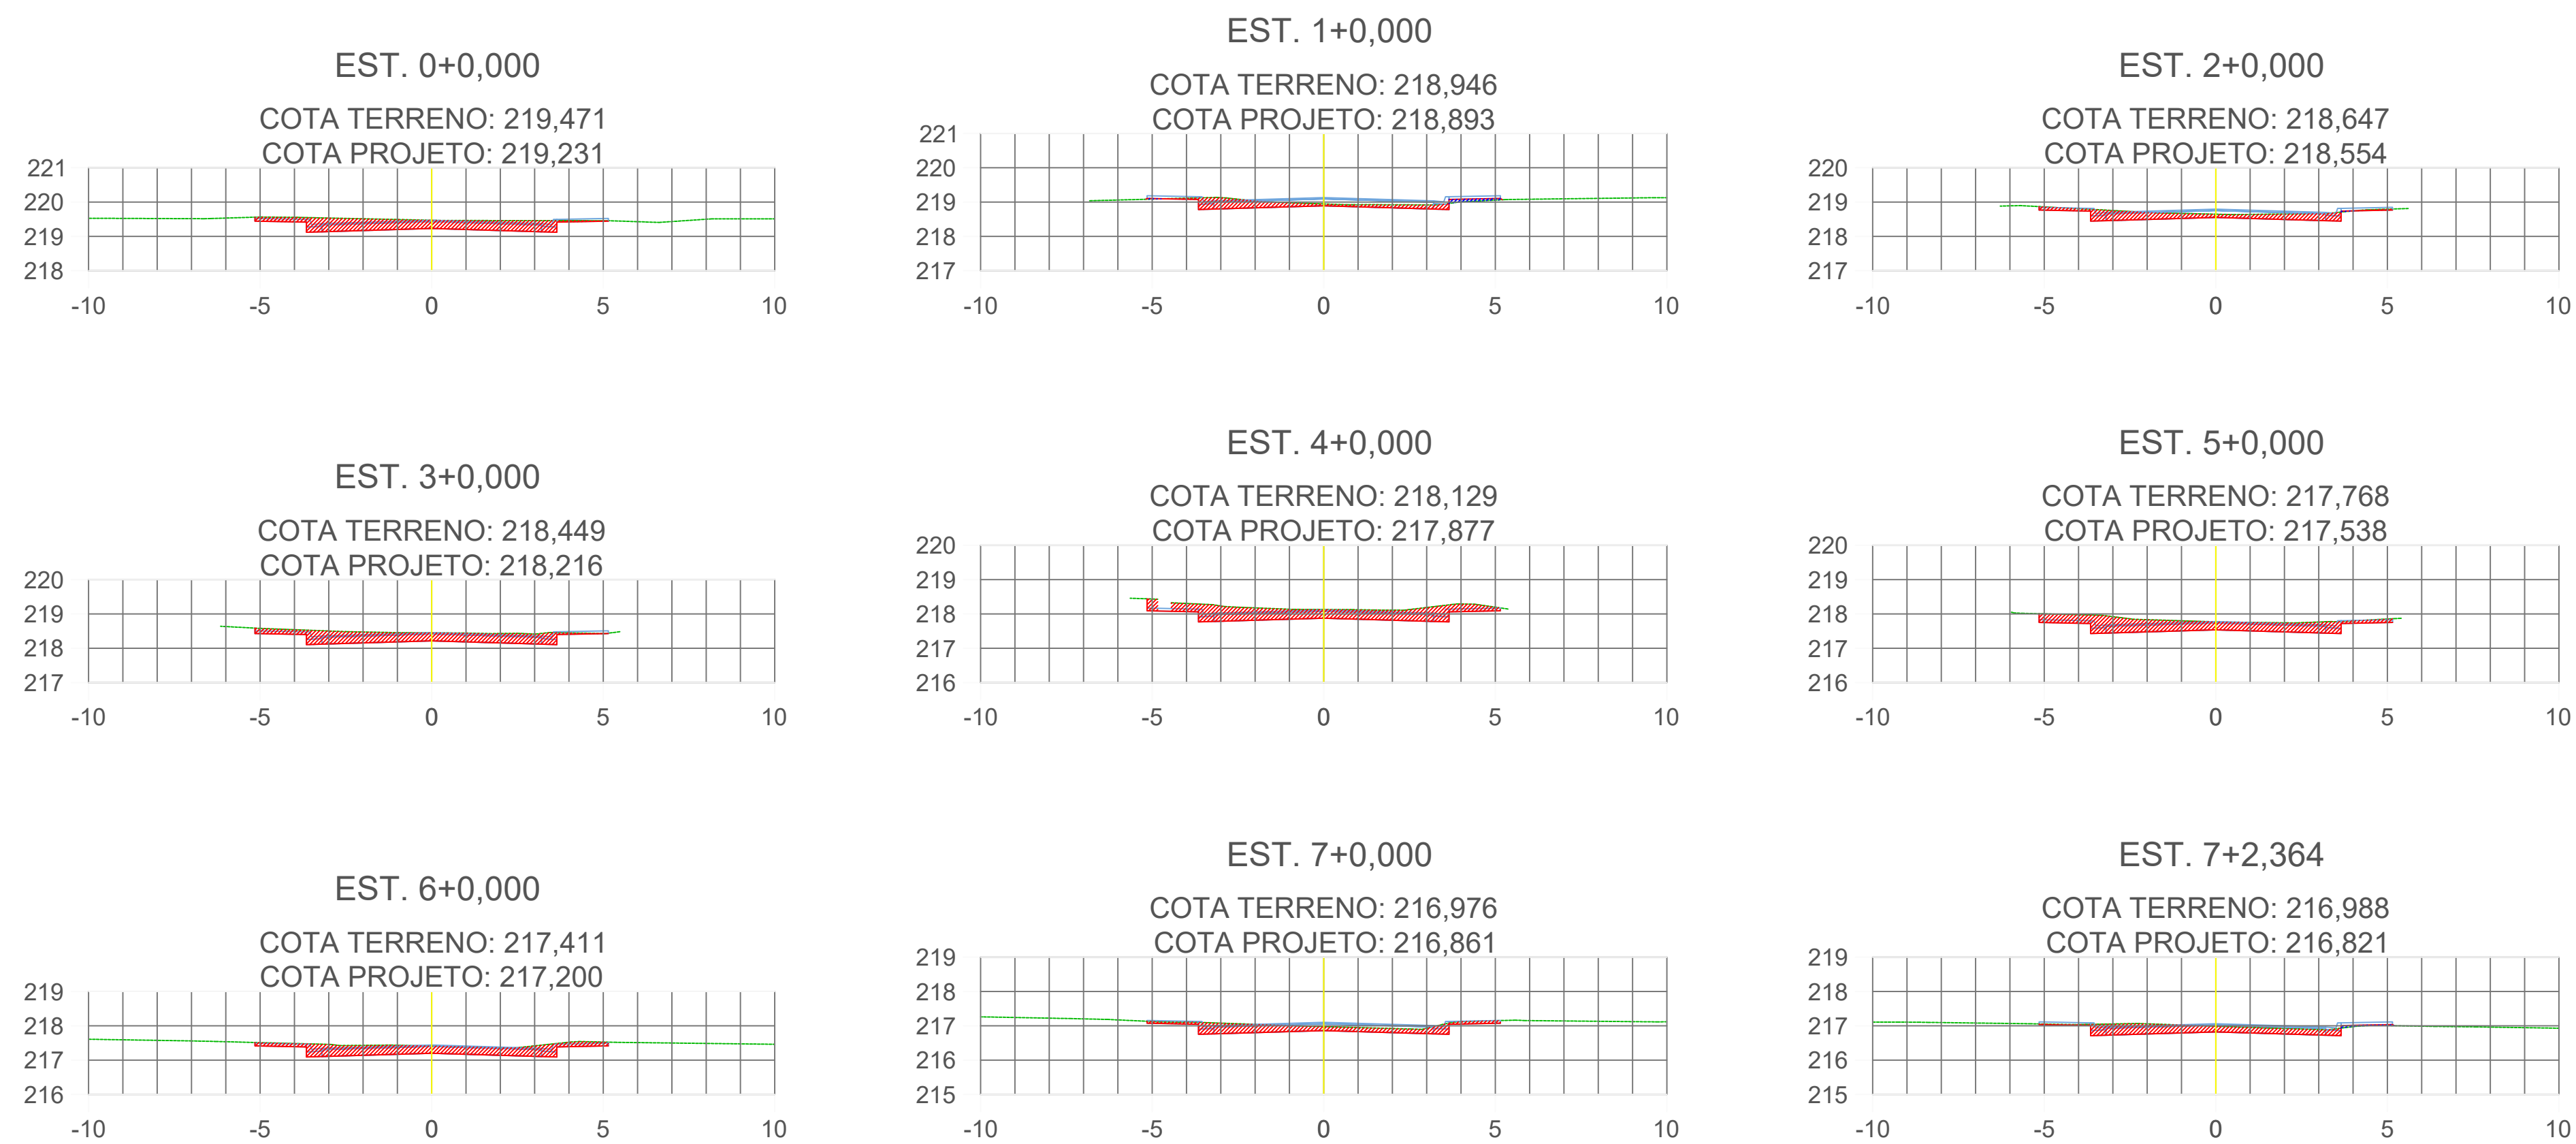 EST. 0+0,000
COTA TERRENO: 219,471
COTA PROJETO: 219,231
221
220
219
218
-10 -5 0 5 10
EST. 1+0,000
COTA TERRENO: 218,946
COTA PROJETO: 218,893
221
220
219
218
217
-10 -5 0 5 10
EST. 2+0,000
COTA TERRENO: 218,647
COTA PROJETO: 218,554
220
219
218
217
-10 -5 0 5 10
EST. 3+0,000
COTA TERRENO: 218,449
COTA PROJETO: 218,216
220
219
218
217
-10 -5 0 5 10
EST. 4+0,000
COTA TERRENO: 218,129
COTA PROJETO: 217,877
220
219
218
217
216
-10 -5 0 5 10
EST. 5+0,000
COTA TERRENO: 217,768
COTA PROJETO: 217,538
220
219
218
217
216
-10 -5 0 5 10
EST. 6+0,000
COTA TERRENO: 217,411
COTA PROJETO: 217,200
219
218
217
216
-10 -5 0 5 10
EST. 7+0,000
COTA TERRENO: 216,976
COTA PROJETO: 216,861
219
218
217
216
215
-10 -5 0 5 10
EST. 7+2,364
COTA TERRENO: 216,988
COTA PROJETO: 216,821
219
218
217
216
215
-10 -5 0 5 10